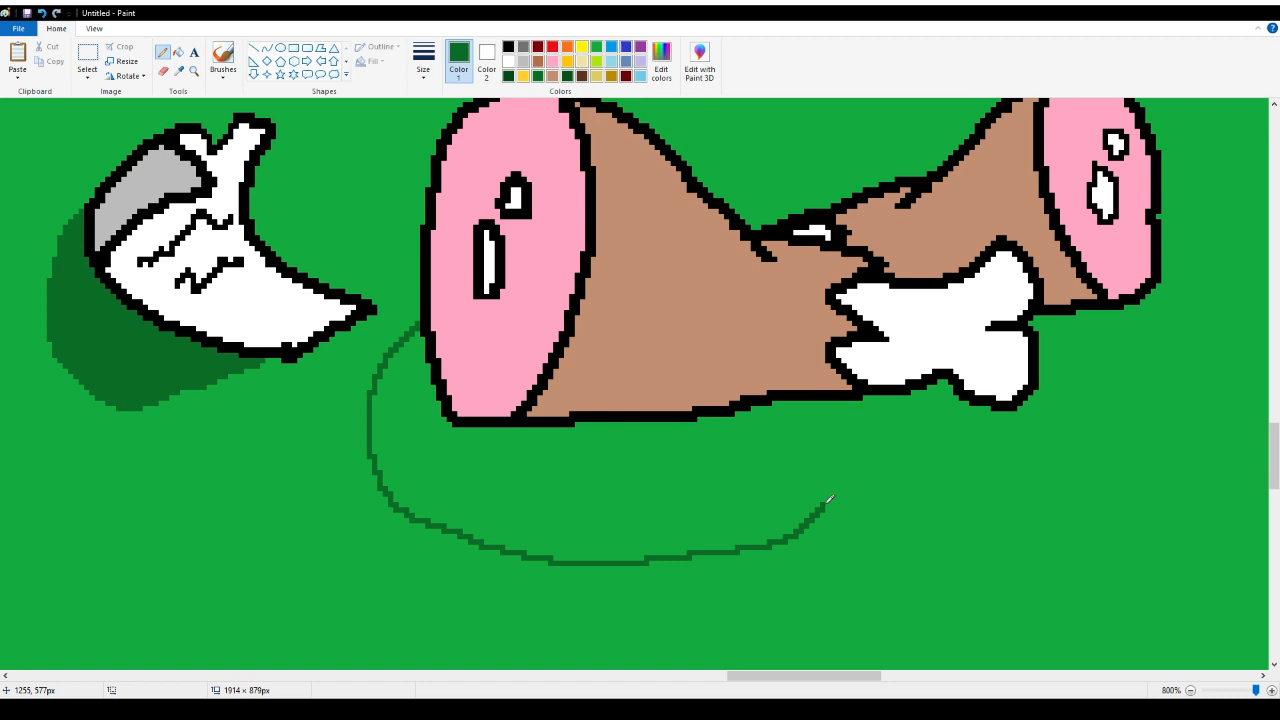 Untitled - Paint
File Home View
Paste
Cut
Copy
Clipboard
Select
Crop
Resize
Rotate
Image
Tools
Brushes
Shapes
Outline
Fill
Size
Color 1
Color 2
Colors
Edit colors
Edit with Paint 3D
1255, 577px
1914 × 879px
800%